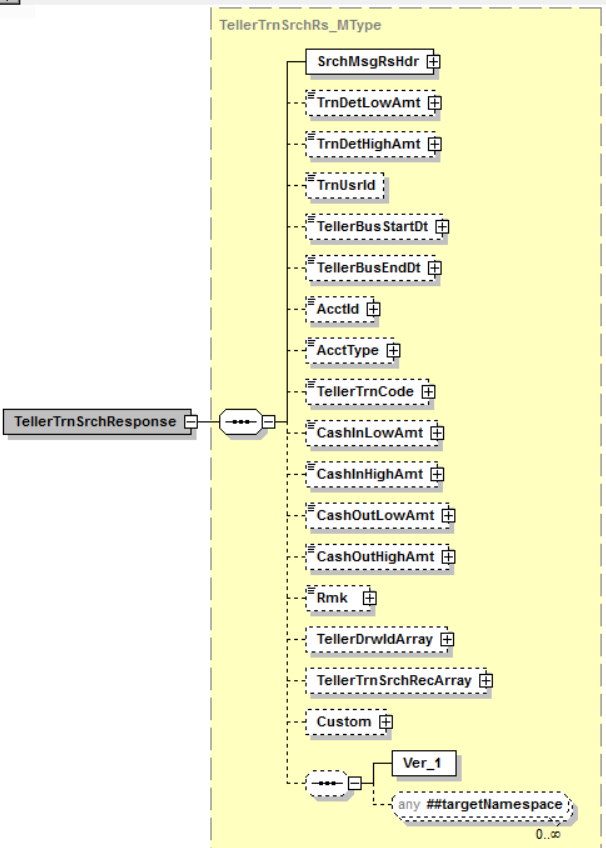 TellerTrnSrchRs_MType
SrchMsgRsHdr
TrnDetLowAmt
TrnDetHighAmt
TrnUsrId
TellerBusStartDt
TellerBusEndDt
AcctId
AcctType
TellerTrnCode
TellerTrnSrchResponse
CashInLowAmt
CashInHighAmt
CashOutLowAmt
CashOutHighAmt
Rmk
TellerDrwIdArray
TellerTrnSrchRecArray
Custom
Ver_1
any ##targetNamespace
0..∞